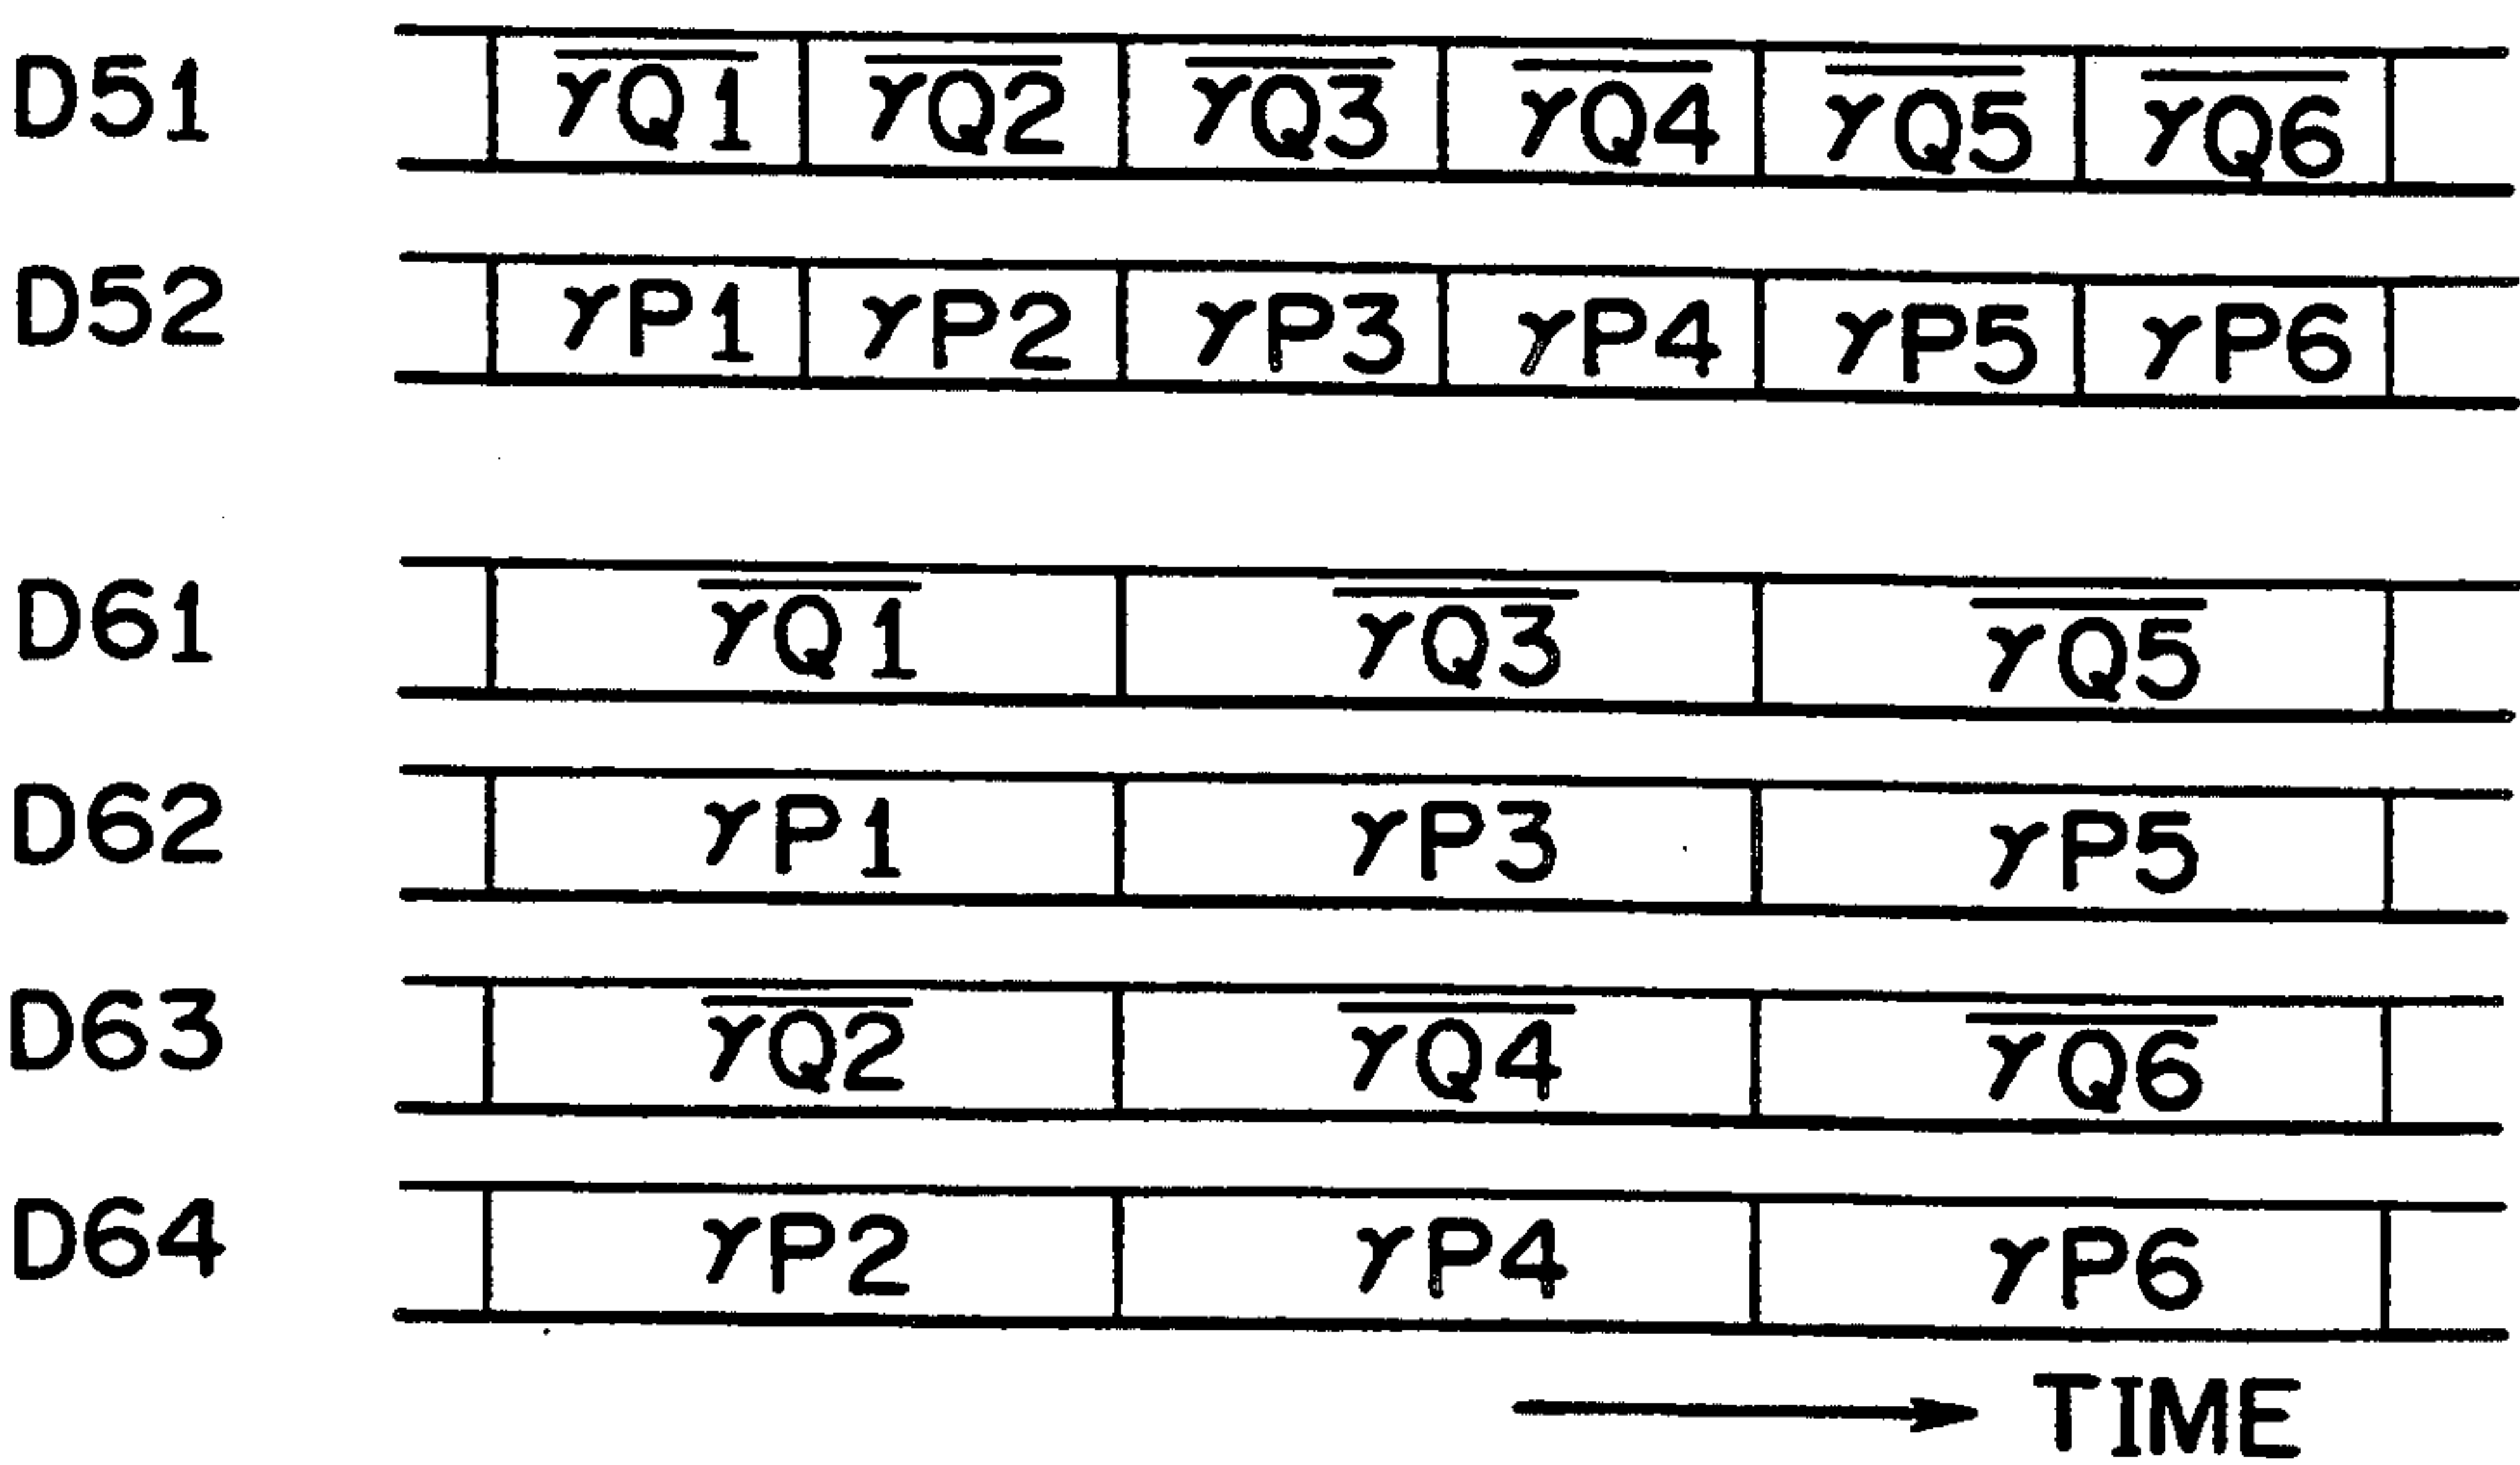 D51 γQ1̅ γQ2̅ γQ3̅ γQ4̅ γQ5̅ γQ6̅
D52 γP1 γP2 γP3 γP4 γP5 γP6
D61 γQ1̅ γQ3̅ γQ5̅
D62 γP1 γP3 γP5
D63 γQ2̅ γQ4̅ γQ6̅
D64 γP2 γP4 γP6
TIME